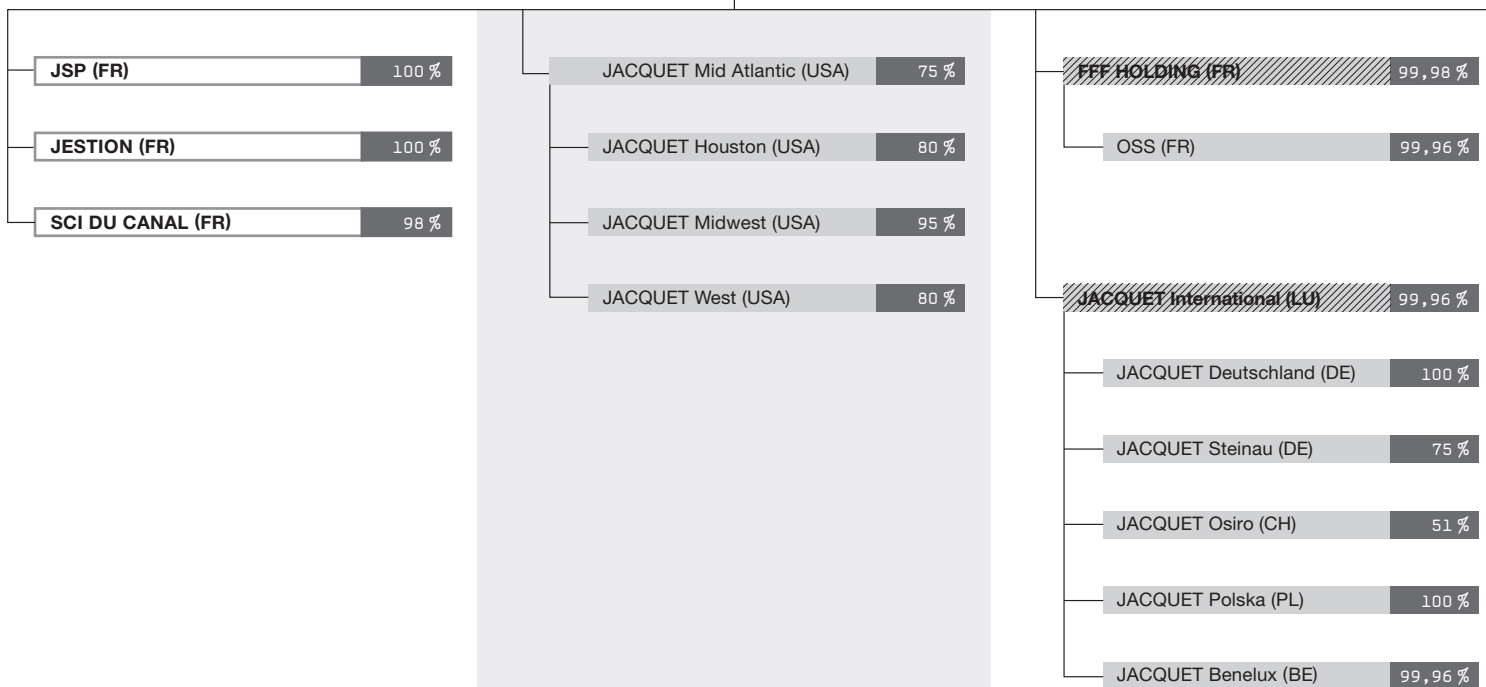 JSP (FR) 100 %
JESTION (FR) 100 %
SCI DU CANAL (FR) 98 %
JACQUET Mid Atlantic (USA) 75 %
JACQUET Houston (USA) 80 %
JACQUET Midwest (USA) 95 %
JACQUET West (USA) 80 %
FFF HOLDING (FR) 99,98 %
OSS (FR) 99,96 %
JACQUET International (LU) 99,96 %
JACQUET Deutschland (DE) 100 %
JACQUET Steinau (DE) 75 %
JACQUET Osiro (CH) 51 %
JACQUET Polska (PL) 100 %
JACQUET Benelux (BE) 99,96 %